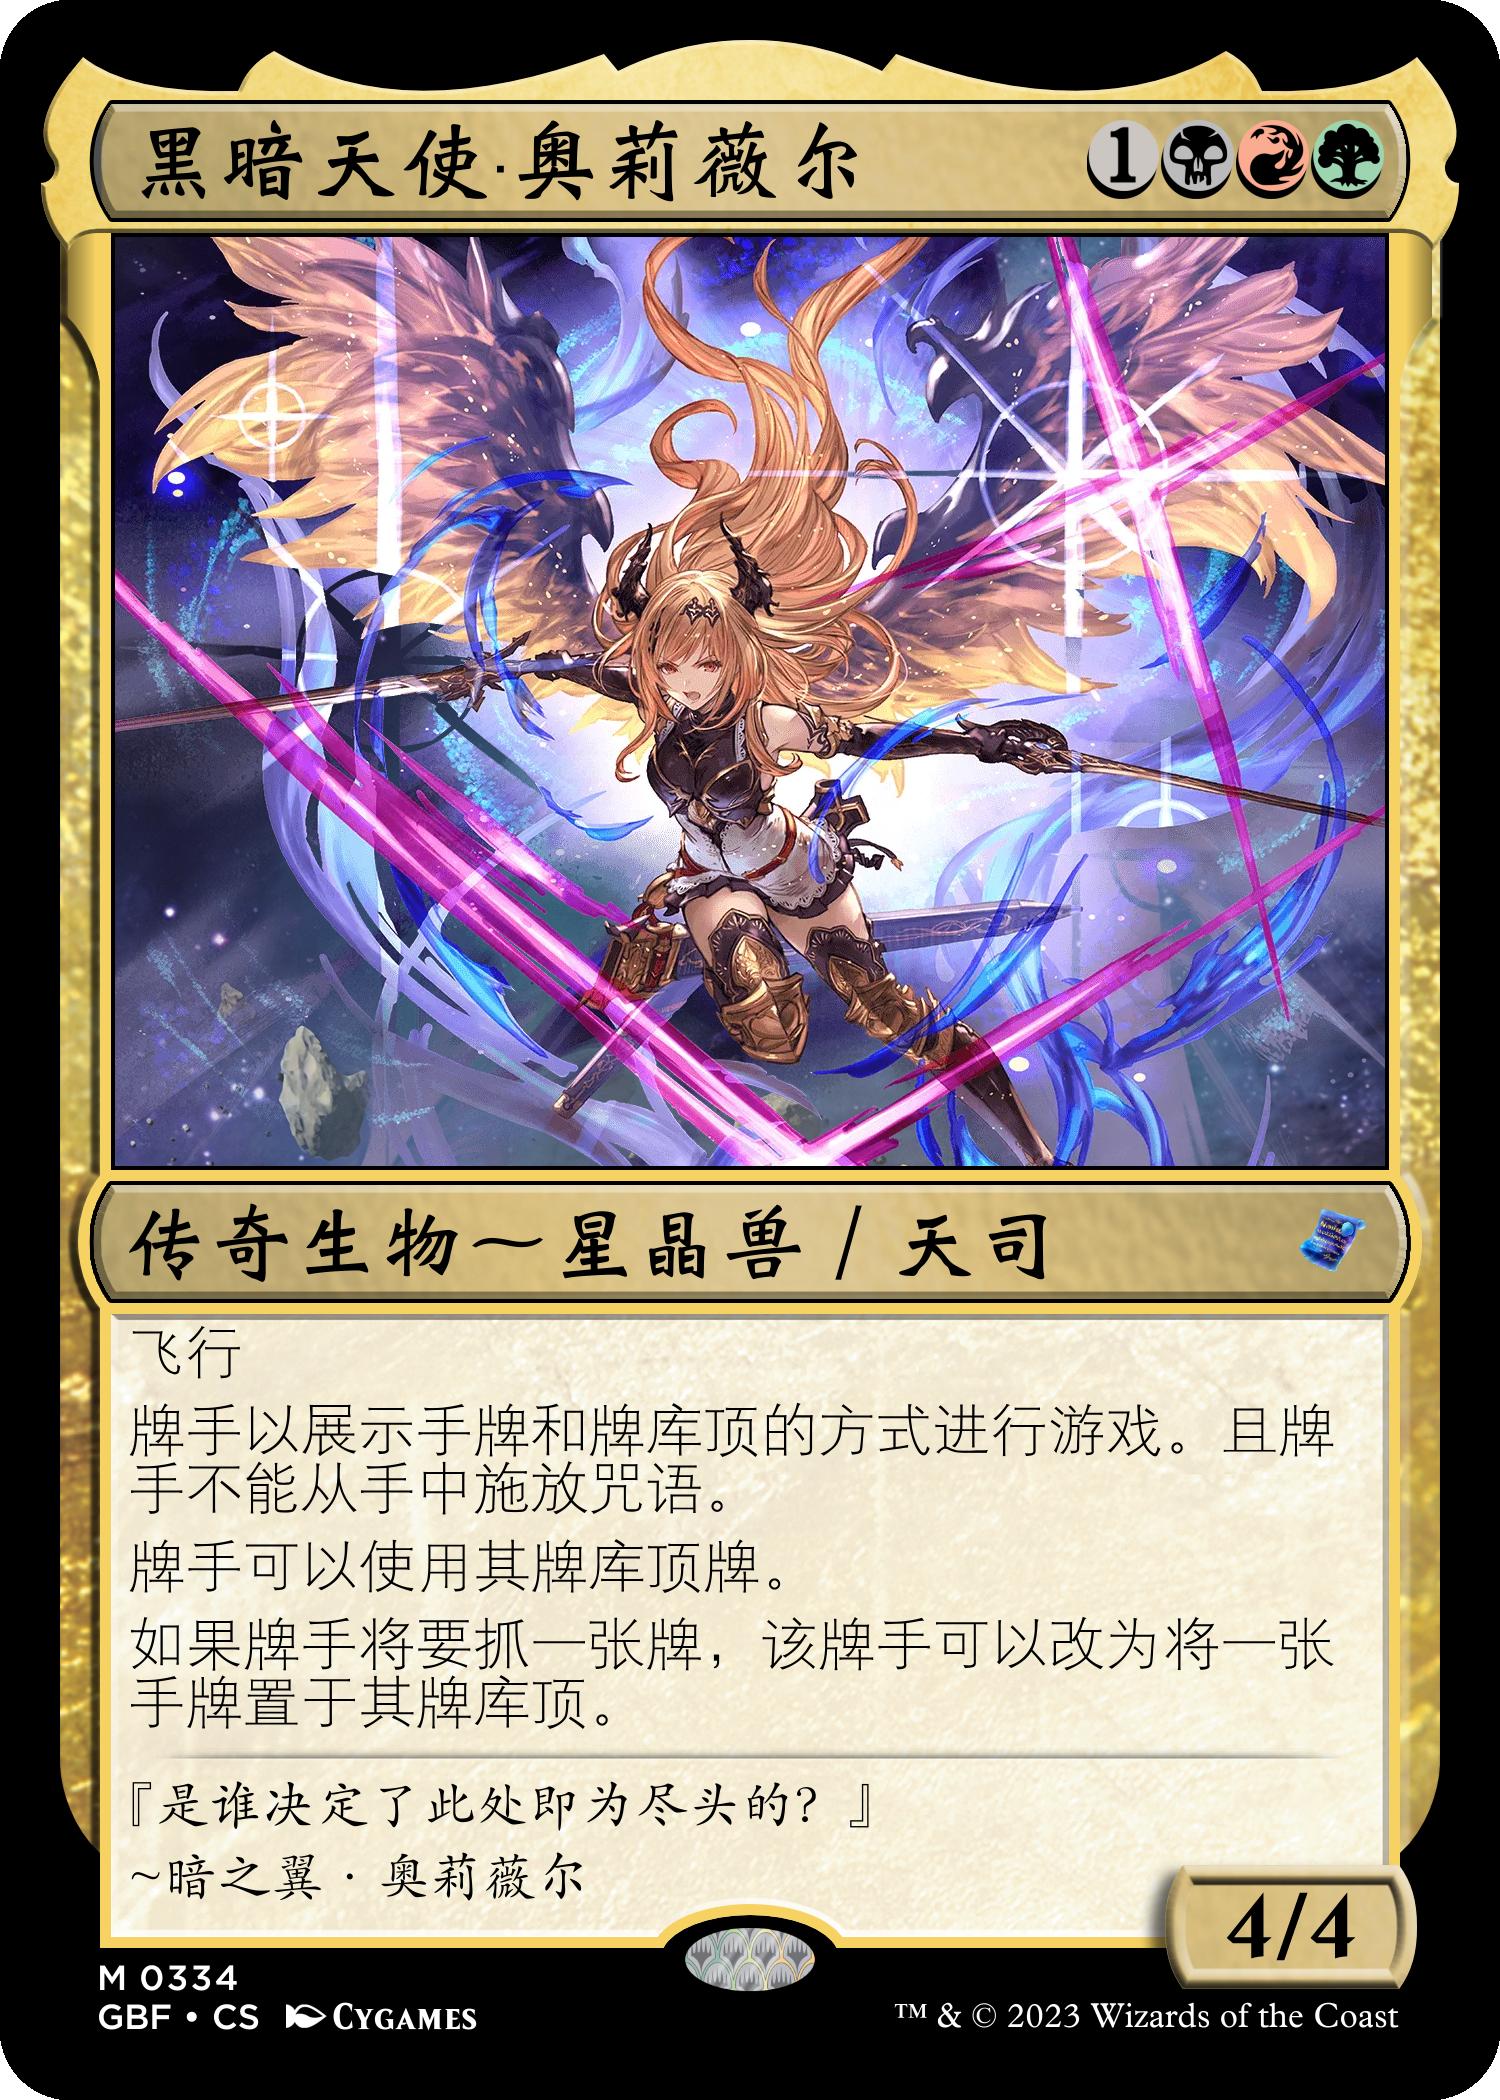 黑暗天使·奥莉薇尔 1
传奇生物～星晶兽 / 天司
飞行
牌手以展示手牌和牌库顶的方式进行游戏。且牌
手不能从手中施放咒语。
牌手可以使用其牌库顶牌。
如果牌手将要抓一张牌，该牌手可以改为将一张
手牌置于其牌库顶。
『是谁决定了此处即为尽头的？』
~暗之翼·奥莉薇尔
4/4
M 0334
GBF • CS CYGAMES
™ & © 2023 Wizards of the Coast